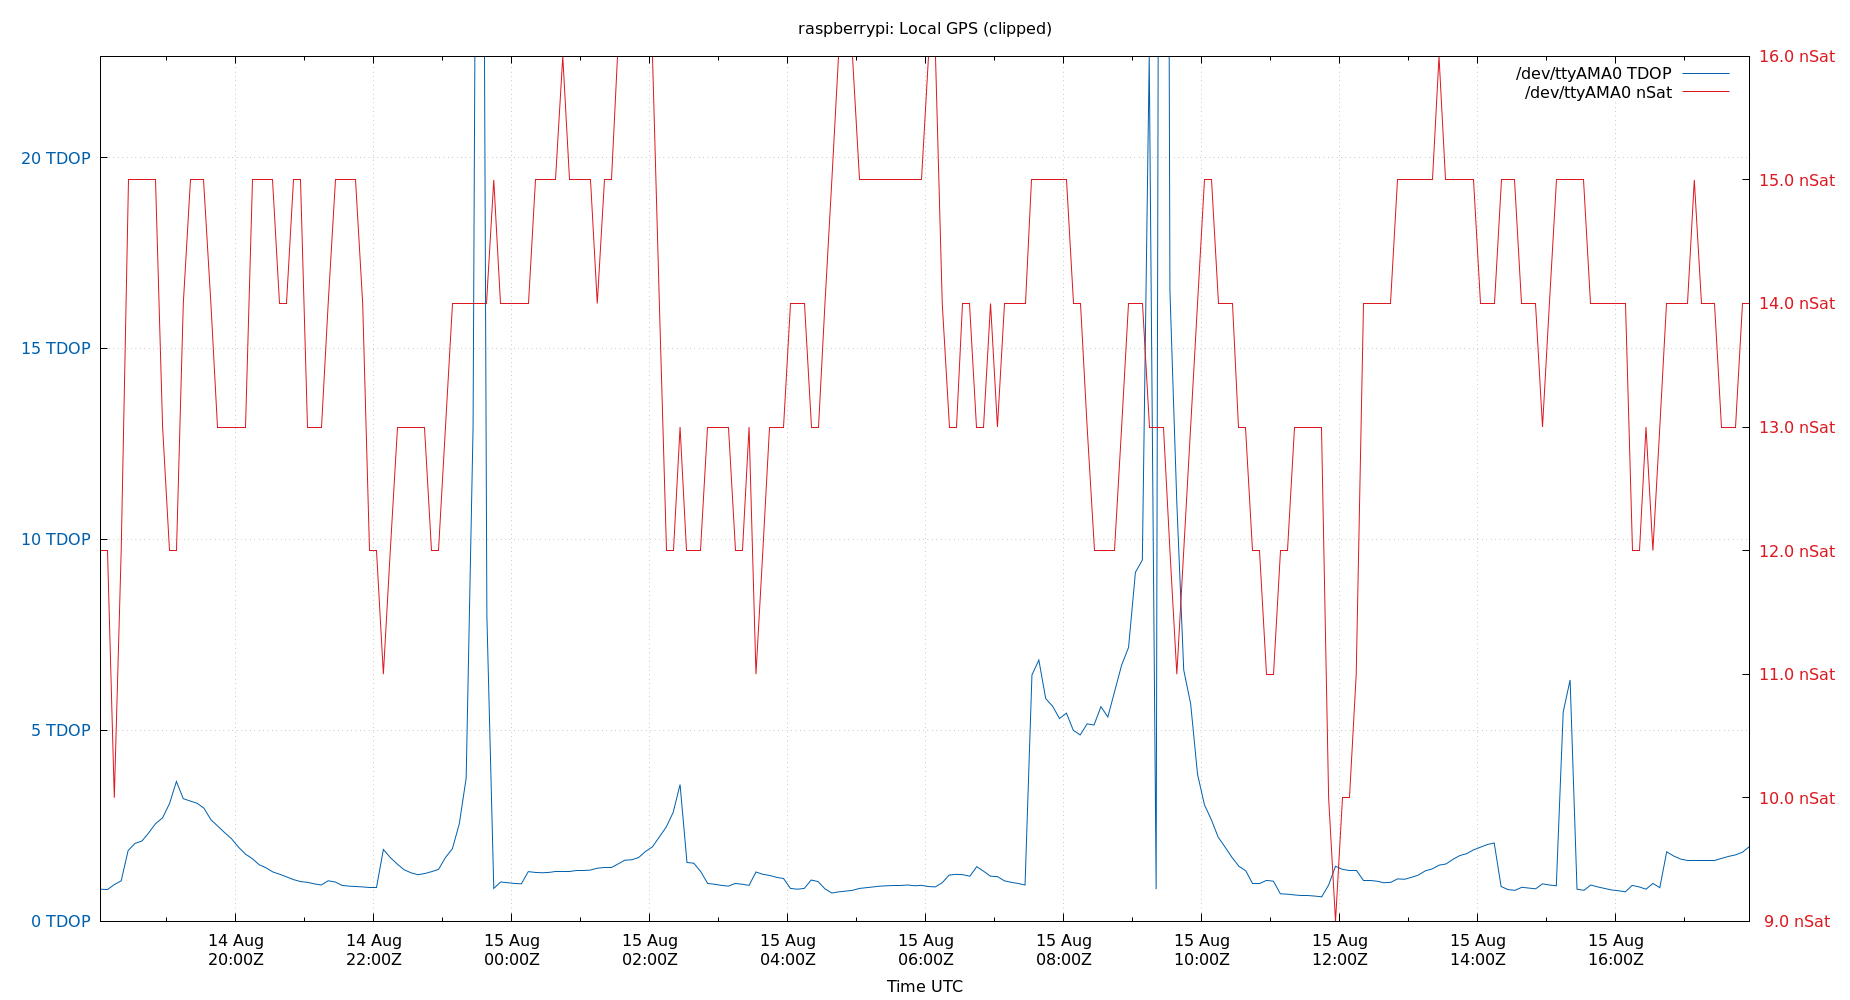 raspberrypi: Local GPS (clipped)
16.0 nSat
/dev/ttyAMA0 TDOP
/dev/ttyAMA0 nSat
20 TDOP
15.0 nSat
14.0 nSat
15 TDOP
13.0 nSat
10 TDOP
12.0 nSat
11.0 nSat
5 TDOP
10.0 nSat
0 TDOP
9.0 nSat
14 Aug 14 Aug 15 Aug 15 Aug 15 Aug 15 Aug 15 Aug 15 Aug 15 Aug 15 Aug 15 Aug
20:00Z 22:00Z 00:00Z 02:00Z 04:00Z 06:00Z 08:00Z 10:00Z 12:00Z 14:00Z 16:00Z
Time UTC